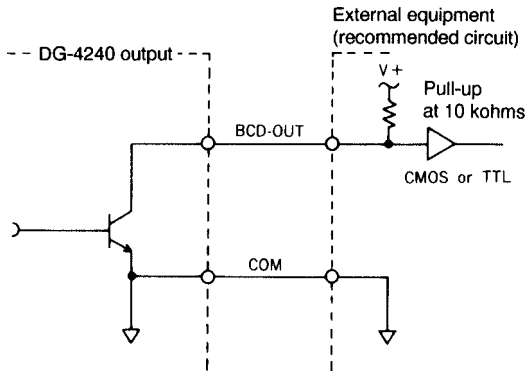 External equipment
(recommended circuit)
DG-4240 output
V+
Pull-up
at 10 kohms
BCD-OUT
CMOS or TTL
COM